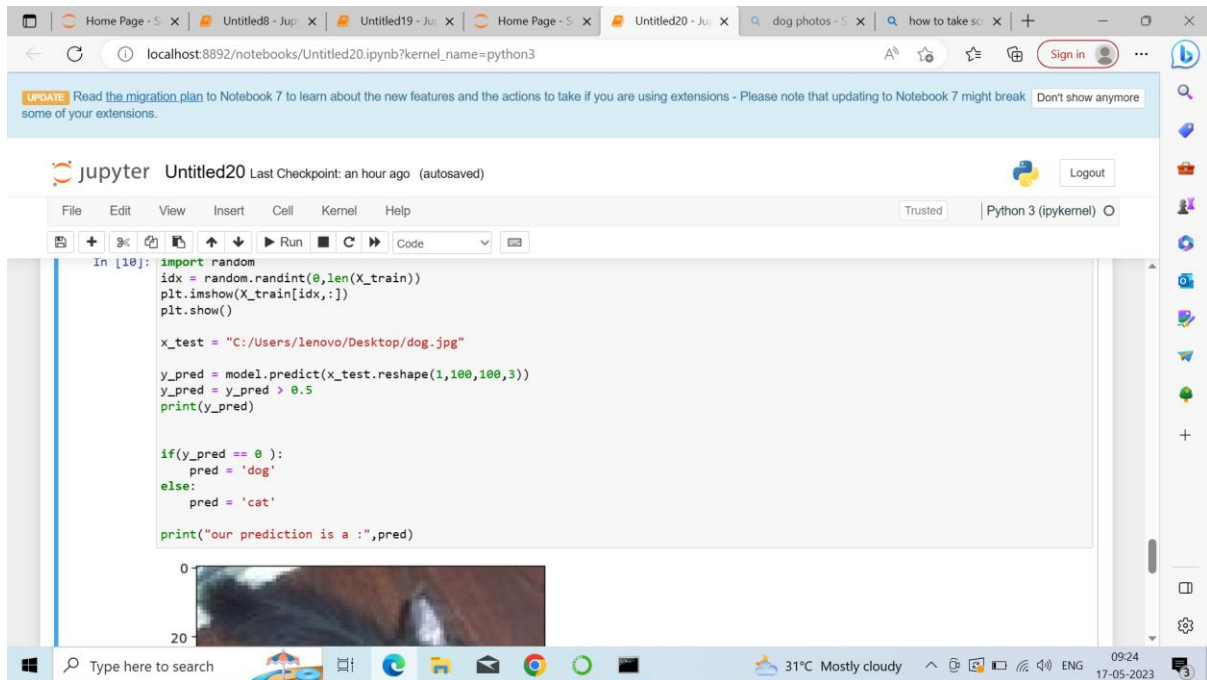 Home Page - S
Untitled8 - Jup
Untitled19 - Ju
Home Page - S
Untitled20 - Ju
dog photos - S
how to take sc
localhost:8892/notebooks/Untitled20.ipynb?kernel_name=python3
Sign in
UPDATE Read the migration plan to Notebook 7 to learn about the new features and the actions to take if you are using extensions - Please note that updating to Notebook 7 might break
some of your extensions.
Don't show anymore
jupyter Untitled20 Last Checkpoint: an hour ago (autosaved)
Logout
File Edit View Insert Cell Kernel Help
Trusted
Python 3 (ipykernel)
Run
Code
In [10]: import random
idx = random.randint(0,len(X_train))
plt.imshow(X_train[idx,:])
plt.show()
x_test = "C:/Users/lenovo/Desktop/dog.jpg"
y_pred = model.predict(x_test.reshape(1,100,100,3))
y_pred = y_pred > 0.5
print(y_pred)
if(y_pred == 0 ):
    pred = 'dog'
else:
    pred = 'cat'
print("our prediction is a :",pred)
0
20
Type here to search
31°C Mostly cloudy
ENG
09:24
17-05-2023
3